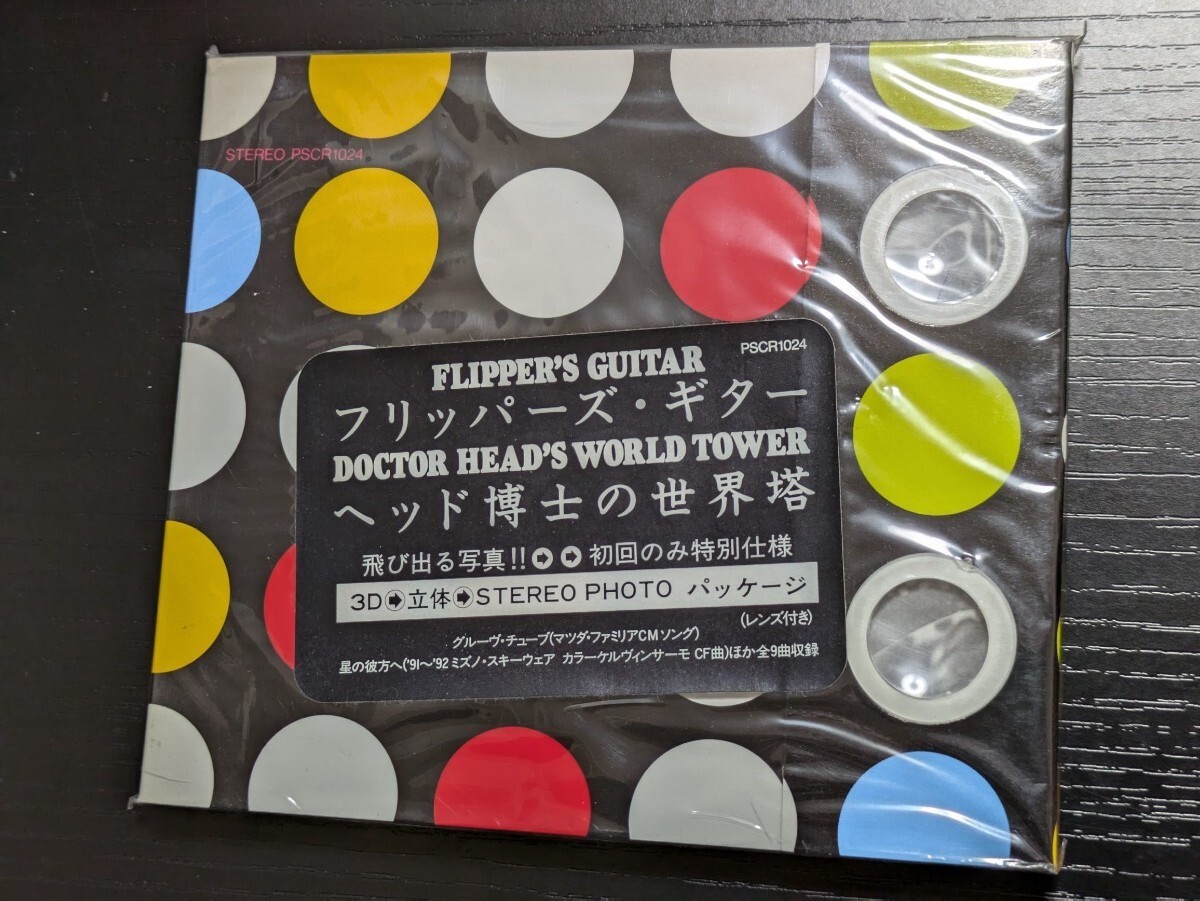 STEREO PSCR1024
PSCR1024
FLIPPER'S GUITAR
フリッパーズ・ギター
DOCTOR HEAD'S WORLD TOWER
ヘッド博士の世界塔
飛び出る写真!!➲➲初回のみ特別仕様
3D➲立体➲STEREO PHOTO パッケージ
(レンズ付き)
グルーヴ・チューブ(マツダ・ファミリアCMソング)
星の彼方へ('91〜'92ミズノ・スキーウェア カラーケルヴィンサーモ CF曲)ほか全9曲収録